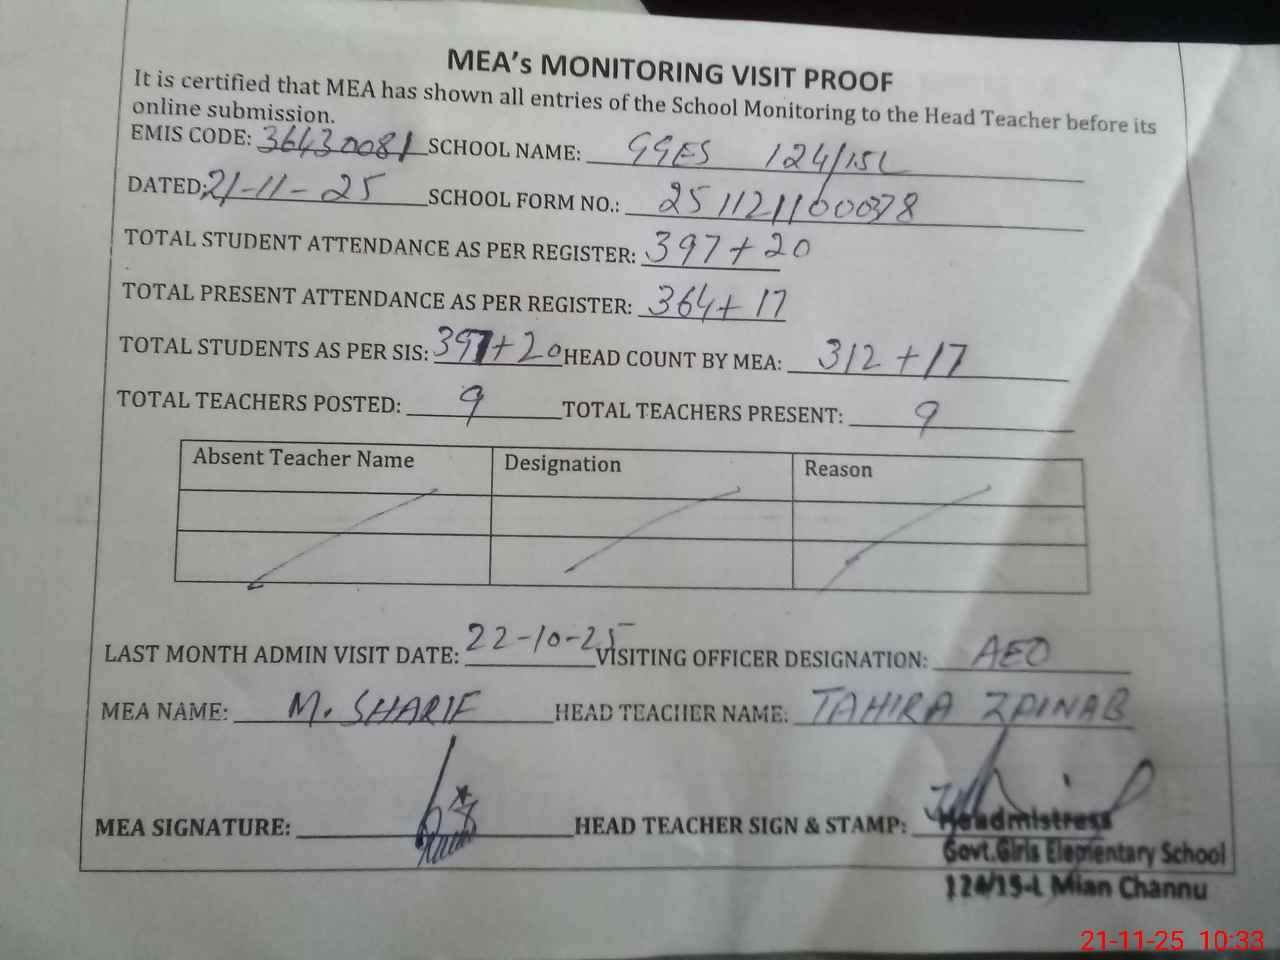 MEA's MONITORING VISIT PROOF
It is certified that MEA has shown all entries of the School Monitoring to the Head Teacher before its
online submission.
EMIS CODE: 36430081 SCHOOL NAME: GGES 124/15L
DATED: 21-11-25 SCHOOL FORM NO.: 251121100378
TOTAL STUDENT ATTENDANCE AS PER REGISTER: 397+20
TOTAL PRESENT ATTENDANCE AS PER REGISTER: 364+17
TOTAL STUDENTS AS PER SIS: 397+20 HEAD COUNT BY MEA: 312+17
TOTAL TEACHERS POSTED: 9 TOTAL TEACHERS PRESENT: 9
Absent Teacher Name Designation Reason
LAST MONTH ADMIN VISIT DATE: 22-10-25 VISITING OFFICER DESIGNATION: AEO
MEA NAME: M. SHARIF HEAD TEACHER NAME: TAHIRA ZAINAB
MEA SIGNATURE: HEAD TEACHER SIGN & STAMP:
Headmistress
Govt.Girls Elementary School
124/15-L Mian Channu
21-11-25 10:33